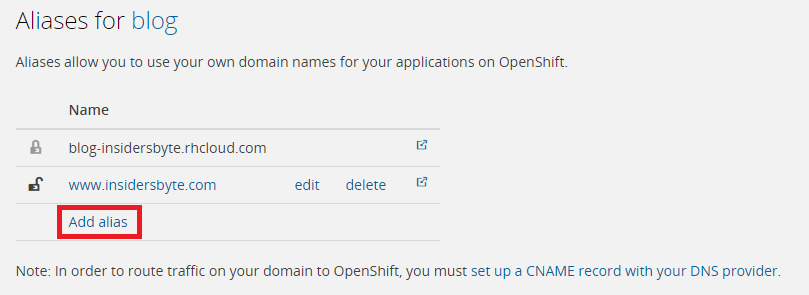 Aliases for blog
Aliases allow you to use your own domain names for your applications on OpenShift.
Name
blog-insidersbyte.rhcloud.com
www.insidersbyte.com edit delete
Add alias
Note: In order to route traffic on your domain to OpenShift, you must set up a CNAME record with your DNS provider.